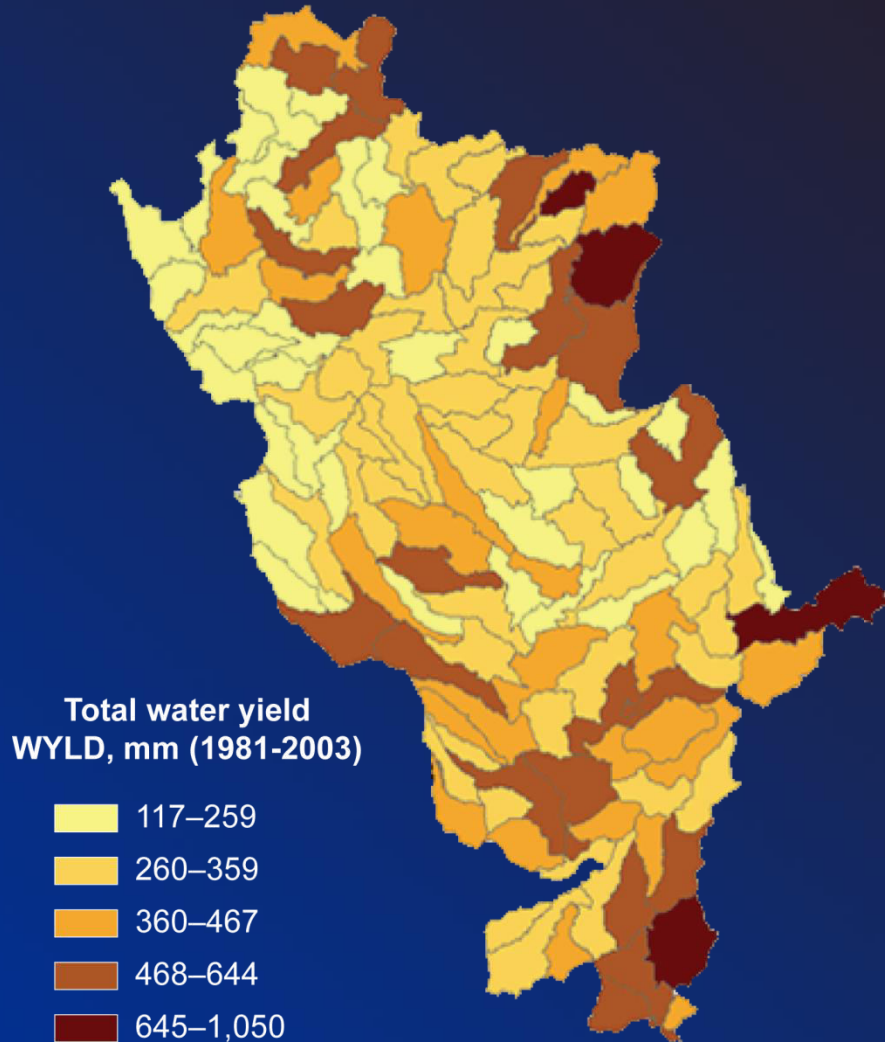 Total water yield
WYLD, mm (1981-2003)
117–259
260–359
360–467
468–644
645–1,050